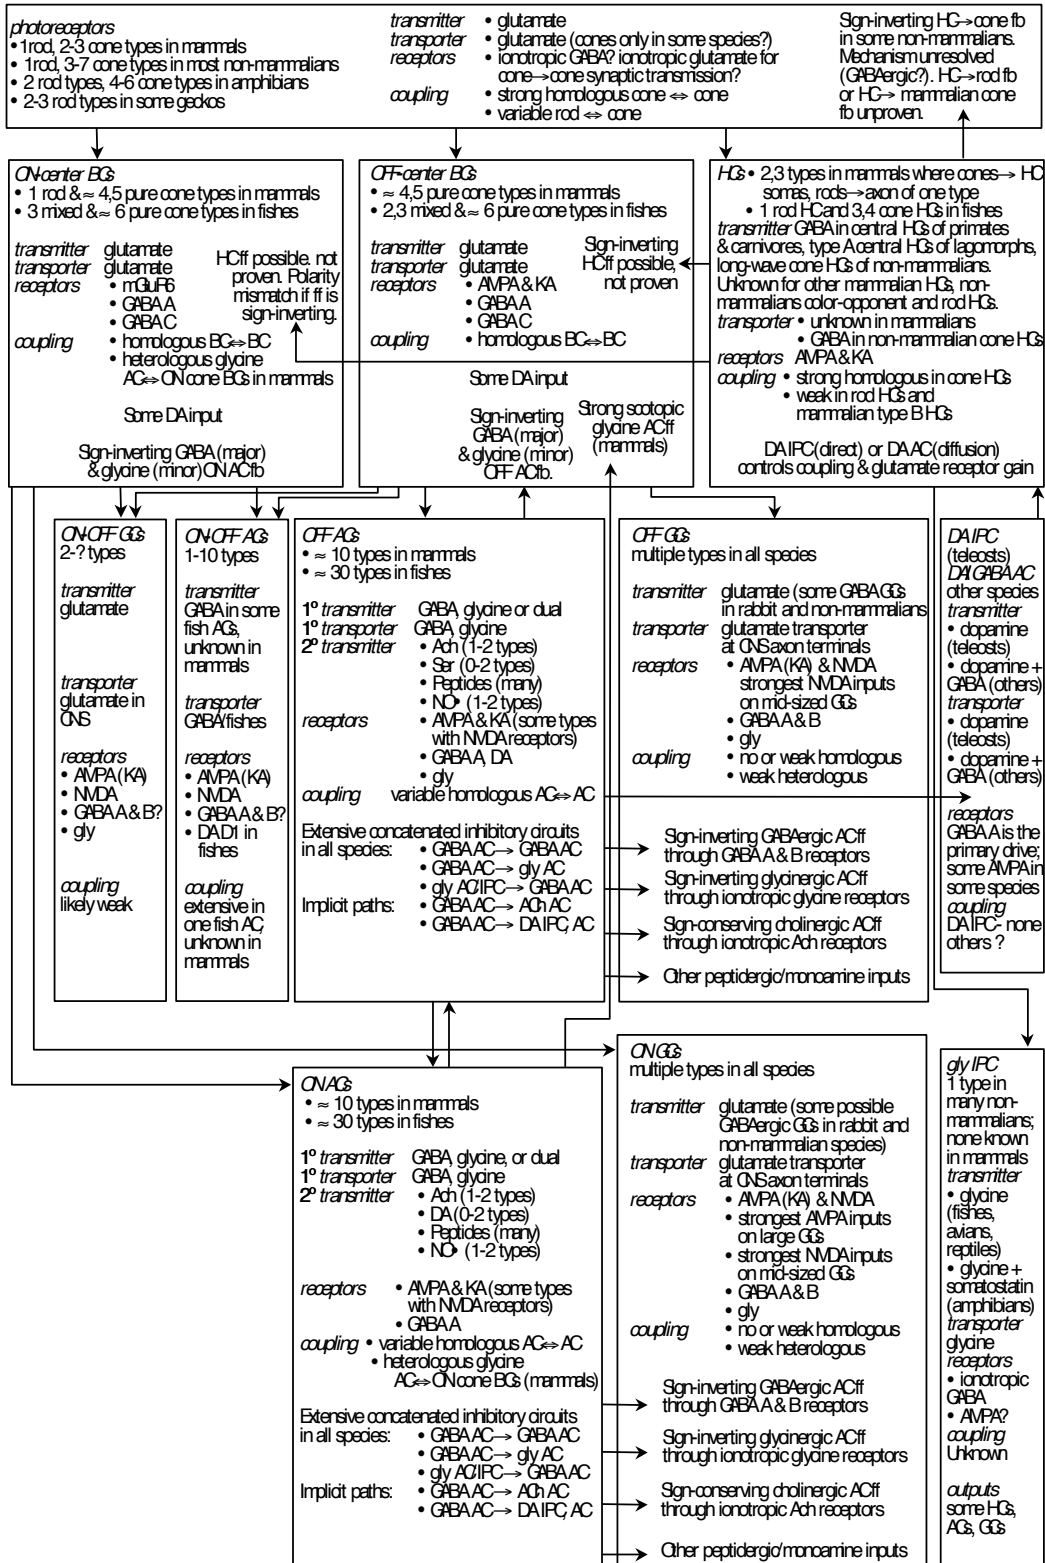 photoreceptors
• 1rod, 2-3 cone types in mammals
• 1rod, 3-7 cone types in most non-mammalians
• 2 rod types, 4-6 cone types in amphibians
• 2-3 rod types in some geckos
transmitter • glutamate
transporter • glutamate (cones only in some species?)
receptors • ionotropic GABA? ionotropic glutamate for
cone→cone synaptic transmission?
coupling • strong homologous cone ⇔ cone
• variable rod ⇔ cone
Sign-inverting HC→cone fb
in some non-mammalians.
Mechanism unresolved
(GABAergic?). HC→rod fb
or HC→ mammalian cone
fb unproven.
ON-center BCs
• 1 rod & ≈ 4,5 pure cone types in mammals
• 3 mixed & ≈ 6 pure cone types in fishes
transmitter glutamate
transporter glutamate
receptors • mGluR6
• GABA A
• GABA C
coupling • homologous BC⇔BC
• heterologous glycine
AC⇔ ON cone BCs in mammals
HCff possible. not
proven. Polarity
mismatch if ff is
sign-inverting.
Some DA input
Sign-inverting GABA (major)
& glycine (minor) ON ACfb
OFF-center BCs
• ≈ 4,5 pure cone types in mammals
• 2,3 mixed & ≈ 6 pure cone types in fishes
transmitter glutamate
transporter glutamate
receptors • AMPA & KA
• GABA A
• GABA C
coupling • homologous BC⇔BC
Sign-inverting
HCff possible,
not proven
Some DA input
Sign-inverting
GABA (major)
& glycine (minor)
OFF ACfb.
Strong scotopic
glycine ACff
(mammals)
HCs • 2,3 types in mammals where cones→ HC
somas, rods→axon of one type
• 1 rod HC and 3,4 cone HCs in fishes
transmitter GABA in central HCs of primates
& carnivores, type A central HCs of lagomorphs,
long-wave cone HCs of non-mammalians.
Unknown for other mammalian HCs, non-
mammalians color-opponent and rod HCs.
transporter • unknown in mammalians
• GABA in non-mammalian cone HCs
receptors AMPA & KA
coupling • strong homologous in cone HCs
• weak in rod HCs and
mammalian type B HCs
DA IPC (direct) or DA AC (diffusion)
controls coupling & glutamate receptor gain
ON-OFF GCs
2-? types
transmitter
glutamate
transporter
glutamate in
CNS
receptors
• AMPA (KA)
• NMDA
• GABA A & B?
• gly
coupling
likely weak
ON-OFF ACs
1-10 types
transmitter
GABA in some
fish ACs,
unknown in
mammals
transporter
GABA/fishes
receptors
• AMPA (KA)
• NMDA
• GABA A & B?
• DA D1 in
fishes
coupling
extensive in
one fish AC,
unknown in
mammals
OFF ACs
• ≈ 10 types in mammals
• ≈ 30 types in fishes
1º transmitter GABA, glycine or dual
1º transporter GABA, glycine
2º transmitter • Ach (1-2 types)
• Ser (0-2 types)
• Peptides (many)
• NO• (1-2 types)
receptors • AMPA & KA (some types
with NMDA receptors)
• GABA A, DA
• gly
coupling variable homologous AC⇔ AC
Extensive concatenated inhibitory circuits
in all species: • GABA AC→ GABA AC
• GABA AC→ gly AC
• gly AC/IPC→ GABA AC
Implicit paths: • GABA AC→ ACh AC
• GABA AC→ DA IPC, AC
OFF GCs
multiple types in all species
transmitter glutamate (some GABA GCs
in rabbit and non-mammalians
transporter glutamate transporter
at CNS axon terminals
receptors • AMPA (KA) & NMDA
strongest NMDA inputs
on mid-sized GCs
• GABA A & B
• gly
coupling • no or weak homologous
• weak heterologous
Sign-inverting GABAergic ACff
through GABA A & B receptors
Sign-inverting glycinergic ACff
through ionotropic glycine receptors
Sign-conserving cholinergic ACff
through ionotropic Ach receptors
Other peptidergic/monoamine inputs
DA IPC
(teleosts)
DA/GABA AC
other species
transmitter
• dopamine
(teleosts)
• dopamine +
GABA (others)
transporter
• dopamine
(teleosts)
• dopamine +
GABA (others)
receptors
GABA A is the
primary drive;
some AMPA in
some species
coupling
DA IPC - none
others ?
ON ACs
• ≈ 10 types in mammals
• ≈ 30 types in fishes
1º transmitter GABA, glycine, or dual
1º transporter GABA, glycine
2º transmitter • Ach (1-2 types)
• DA (0-2 types)
• Peptides (many)
• NO• (1-2 types)
receptors • AMPA & KA (some types
with NMDA receptors)
• GABA A
coupling • variable homologous AC⇔ AC
• heterologous glycine
AC⇔ ON cone BCs (mammals)
Extensive concatenated inhibitory circuits
in all species: • GABA AC→ GABA AC
• GABA AC→ gly AC
• gly AC/IPC→ GABA AC
Implicit paths: • GABA AC→ ACh AC
• GABA AC→ DA IPC, AC
ON GCs
multiple types in all species
transmitter glutamate (some possible
GABAergic GCs in rabbit and
non-mammalian species)
transporter glutamate transporter
at CNS axon terminals
receptors • AMPA (KA) & NMDA
• strongest AMPA inputs
on large GCs
• strongest NMDA inputs
on mid-sized GCs
• GABA A & B
• gly
coupling • no or weak homologous
• weak heterologous
Sign-inverting GABAergic ACff
through GABA A & B receptors
Sign-inverting glycinergic ACff
through ionotropic glycine receptors
Sign-conserving cholinergic ACff
through ionotropic Ach receptors
Other peptidergic/monoamine inputs
gly IPC
1 type in
many non-
mammalians;
none known
in mammals
transmitter
• glycine
(fishes,
avians,
reptiles)
• glycine +
somatostatin
(amphibians)
transporter
glycine
receptors
• ionotropic
GABA
• AMPA?
coupling
Unknown
outputs
some HCs,
ACs, GCs